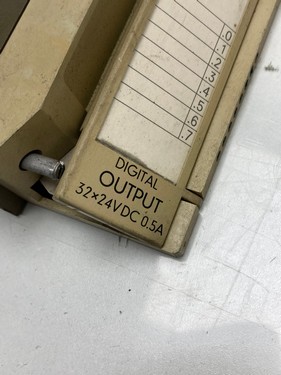 .0
.1
.2
.3
.4
.5
.6
.7
DIGITAL
OUTPUT
32×24VDC 0.5A